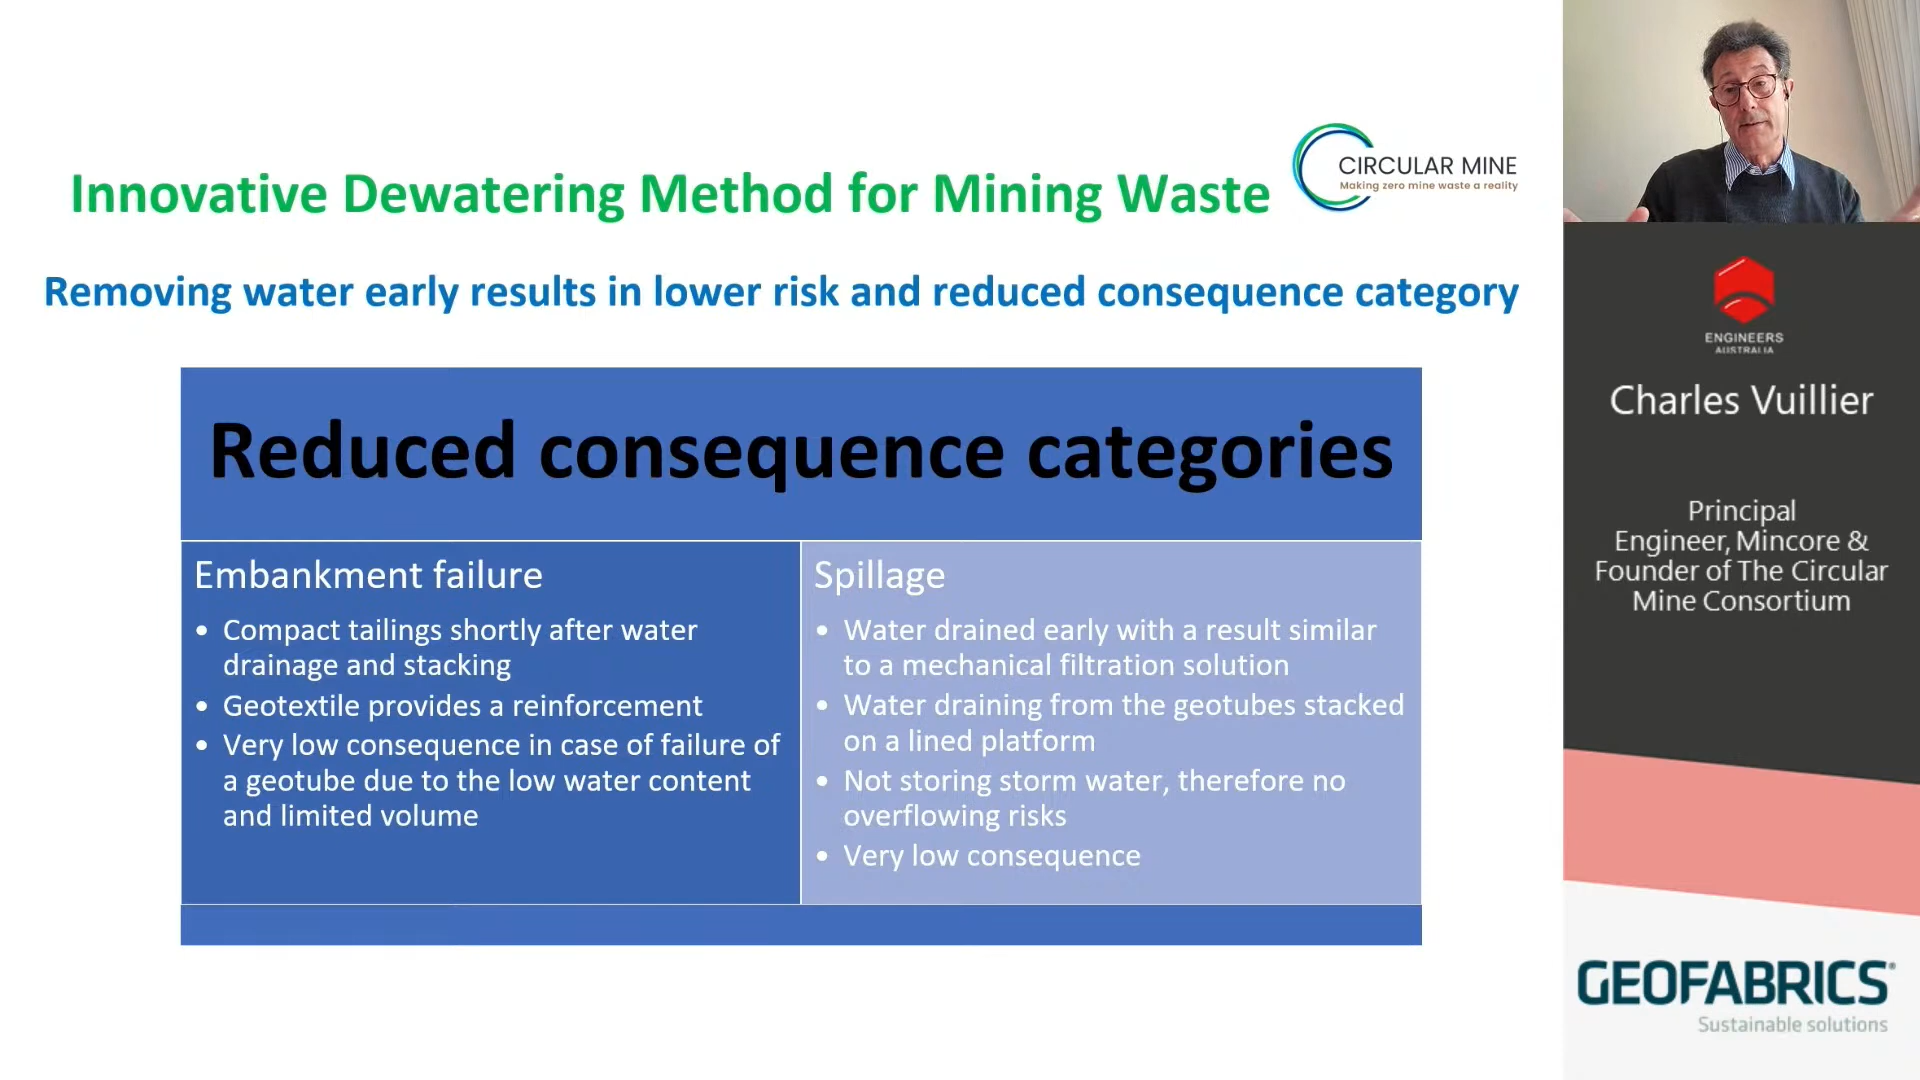 Innovative Dewatering Method for Mining Waste
CIRCULAR MINE
Making zero mine waste a reality
Removing water early results in lower risk and reduced consequence category
Reduced consequence categories
Embankment failure
• Compact tailings shortly after water
drainage and stacking
• Geotextile provides a reinforcement
• Very low consequence in case of failure of
a geotube due to the low water content
and limited volume
Spillage
• Water drained early with a result similar
to a mechanical filtration solution
• Water draining from the geotubes stacked
on a lined platform
• Not storing storm water, therefore no
overflowing risks
• Very low consequence
ENGINEERS
AUSTRALIA
Charles Vuillier
Principal
Engineer, Mincore &
Founder of The Circular
Mine Consortium
GEOFABRICS®
Sustainable solutions